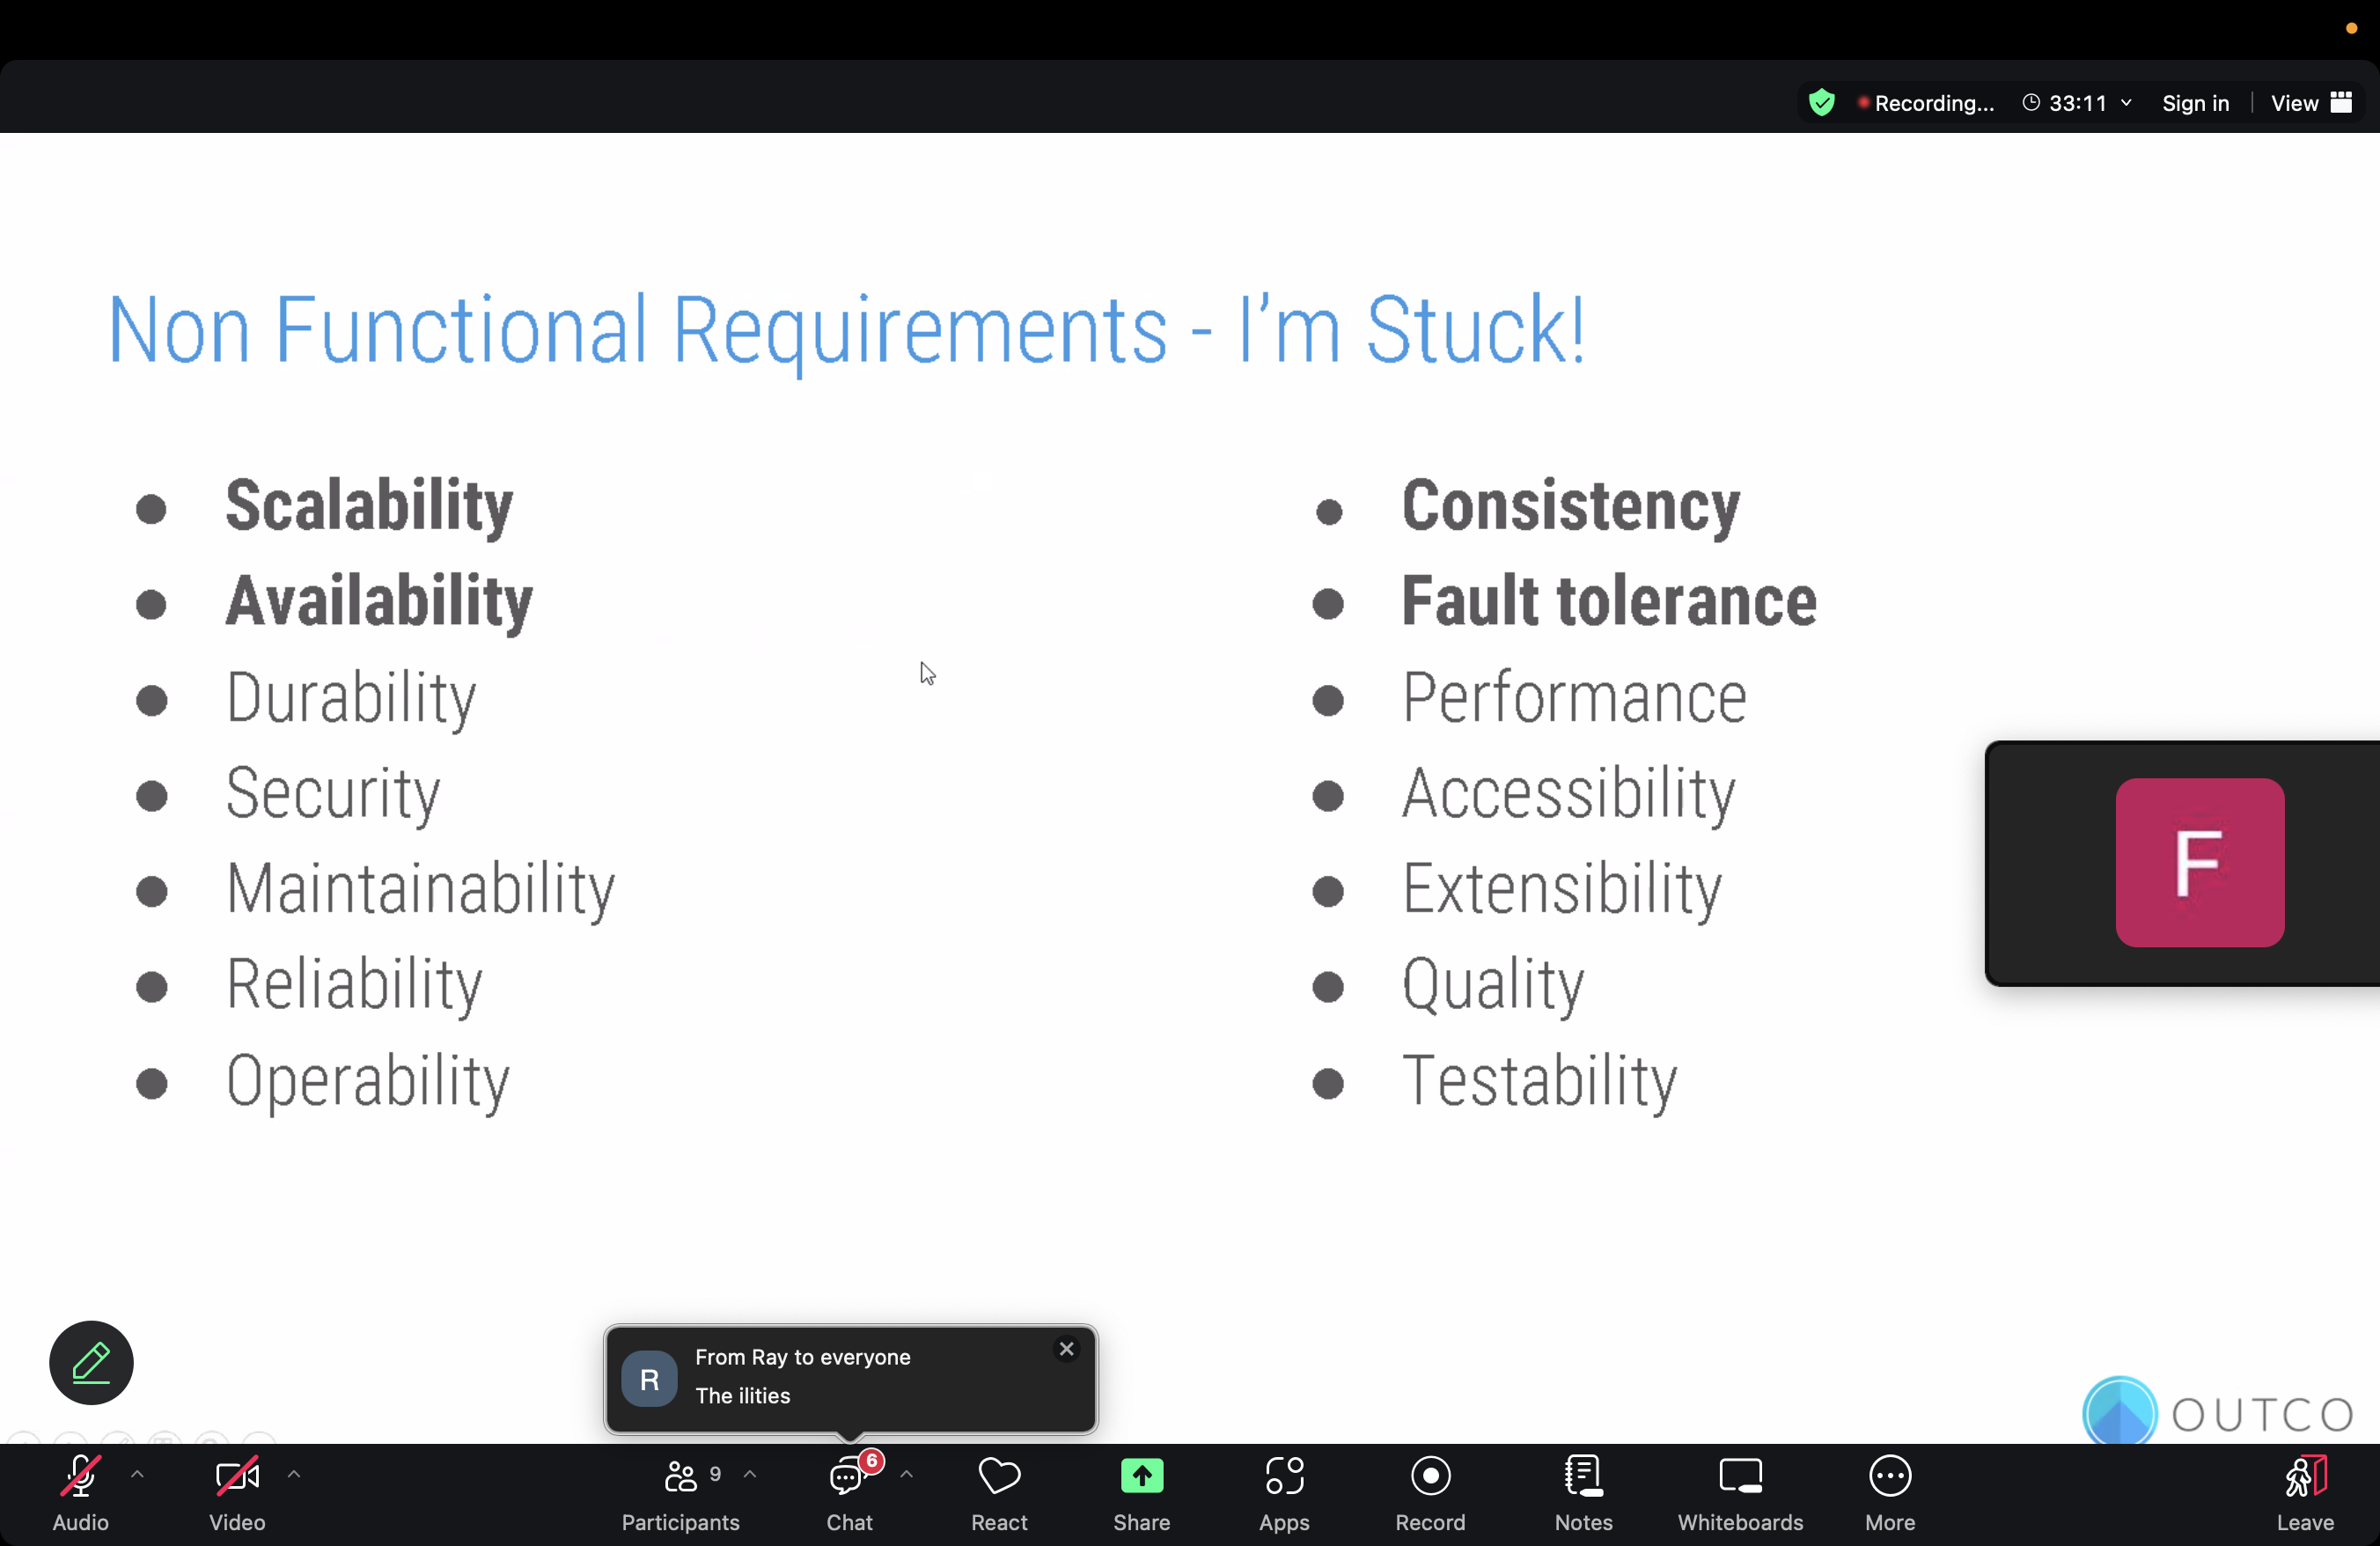 Recording... 33:11 Sign in View
Non Functional Requirements - I'm Stuck!
Scalability
Availability
Durability
Security
Maintainability
Reliability
Operability
Consistency
Fault tolerance
Performance
Accessibility
Extensibility
Quality
Testability
F
R
From Ray to everyone
The ilities
OUTCO
9
6
Audio Video Participants Chat React Share Apps Record Notes Whiteboards More Leave